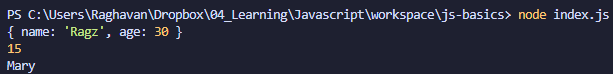 PS C:\Users\Raghavan\Dropbox\04_Learning\Javascript\workspace\js-basics> node index.js
{ name: 'Ragz', age: 30 }
15
Mary